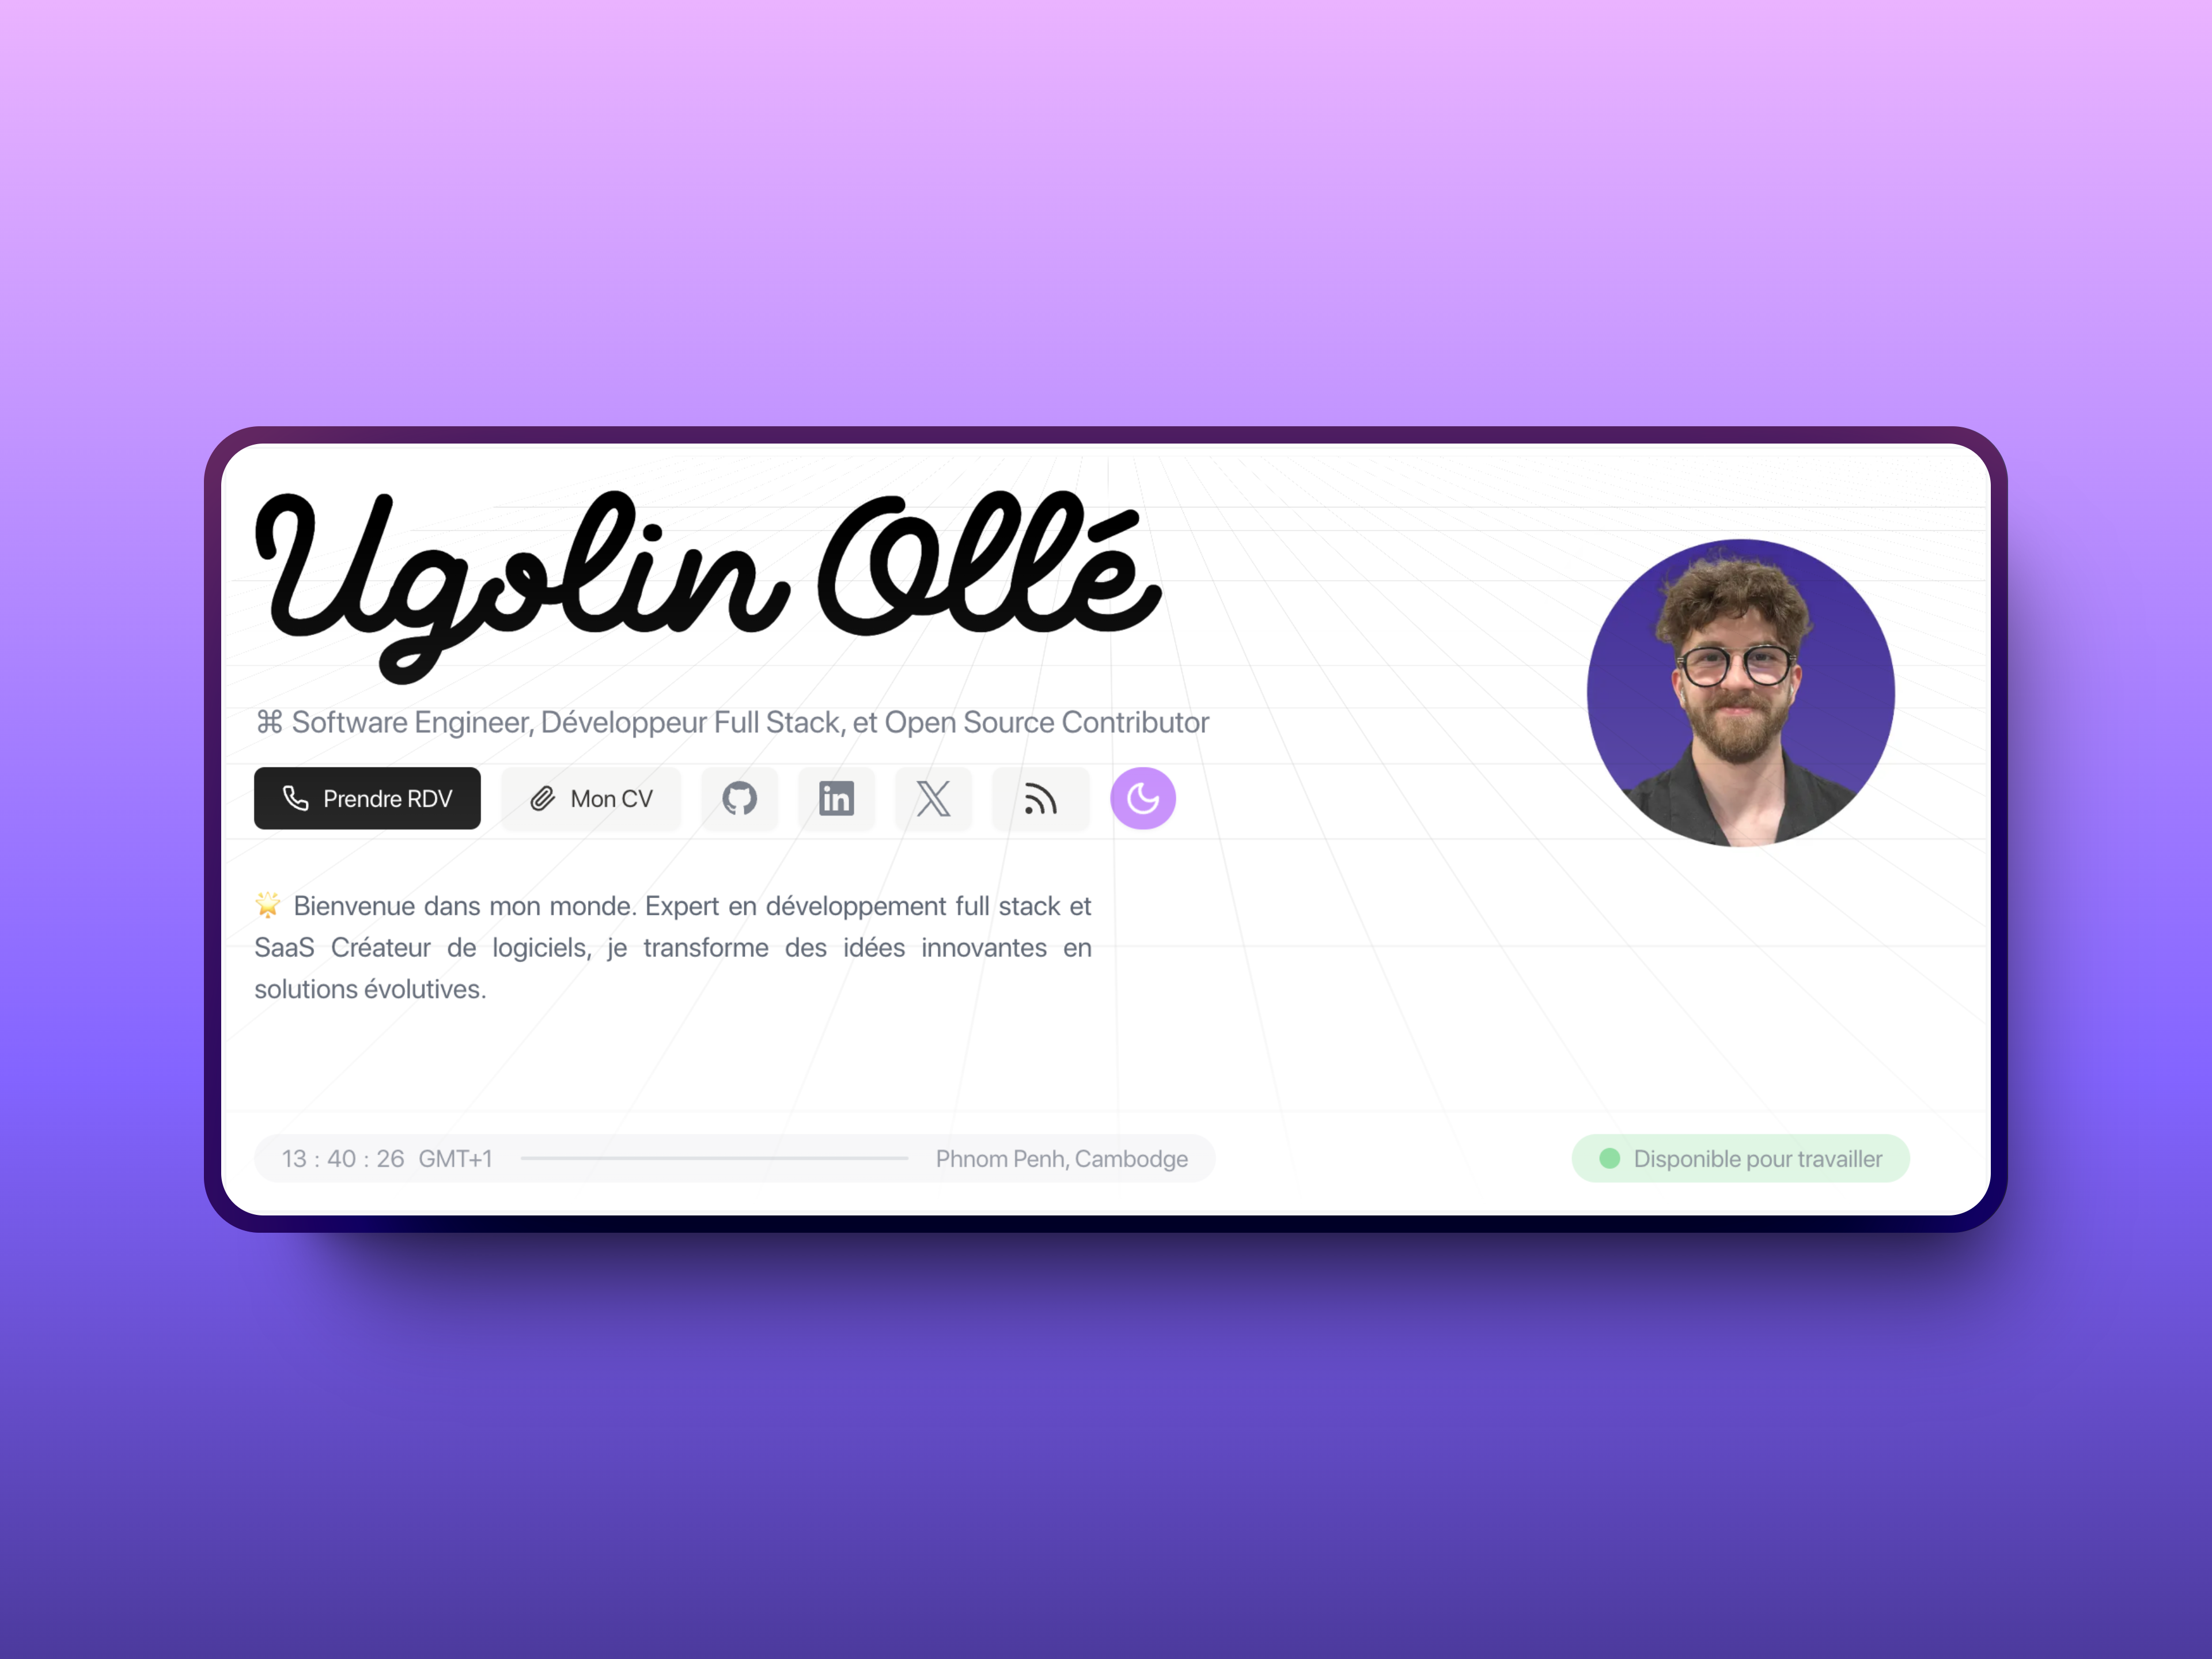 Ugolin Ollé
⌘ Software Engineer, Développeur Full Stack, et Open Source Contributor
Prendre RDV Mon CV in X
🌟 Bienvenue dans mon monde. Expert en développement full stack et
SaaS Créateur de logiciels, je transforme des idées innovantes en
solutions évolutives.
13 : 40 : 26 GMT+1 Phnom Penh, Cambodge
Disponible pour travailler